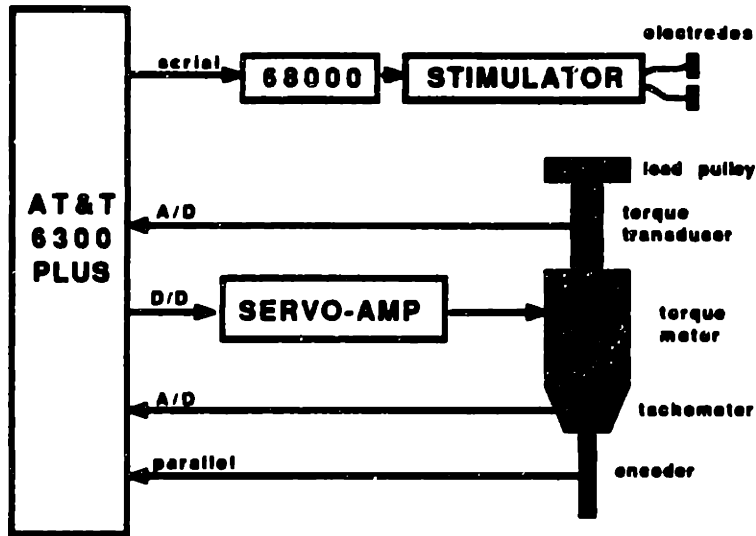 electrodes
serial
68000
STIMULATOR
load pulley
AT&T
6300
PLUS
A/D
torque
transducer
D/D
SERVO-AMP
torque
motor
A/D
tachometer
parallel
encoder